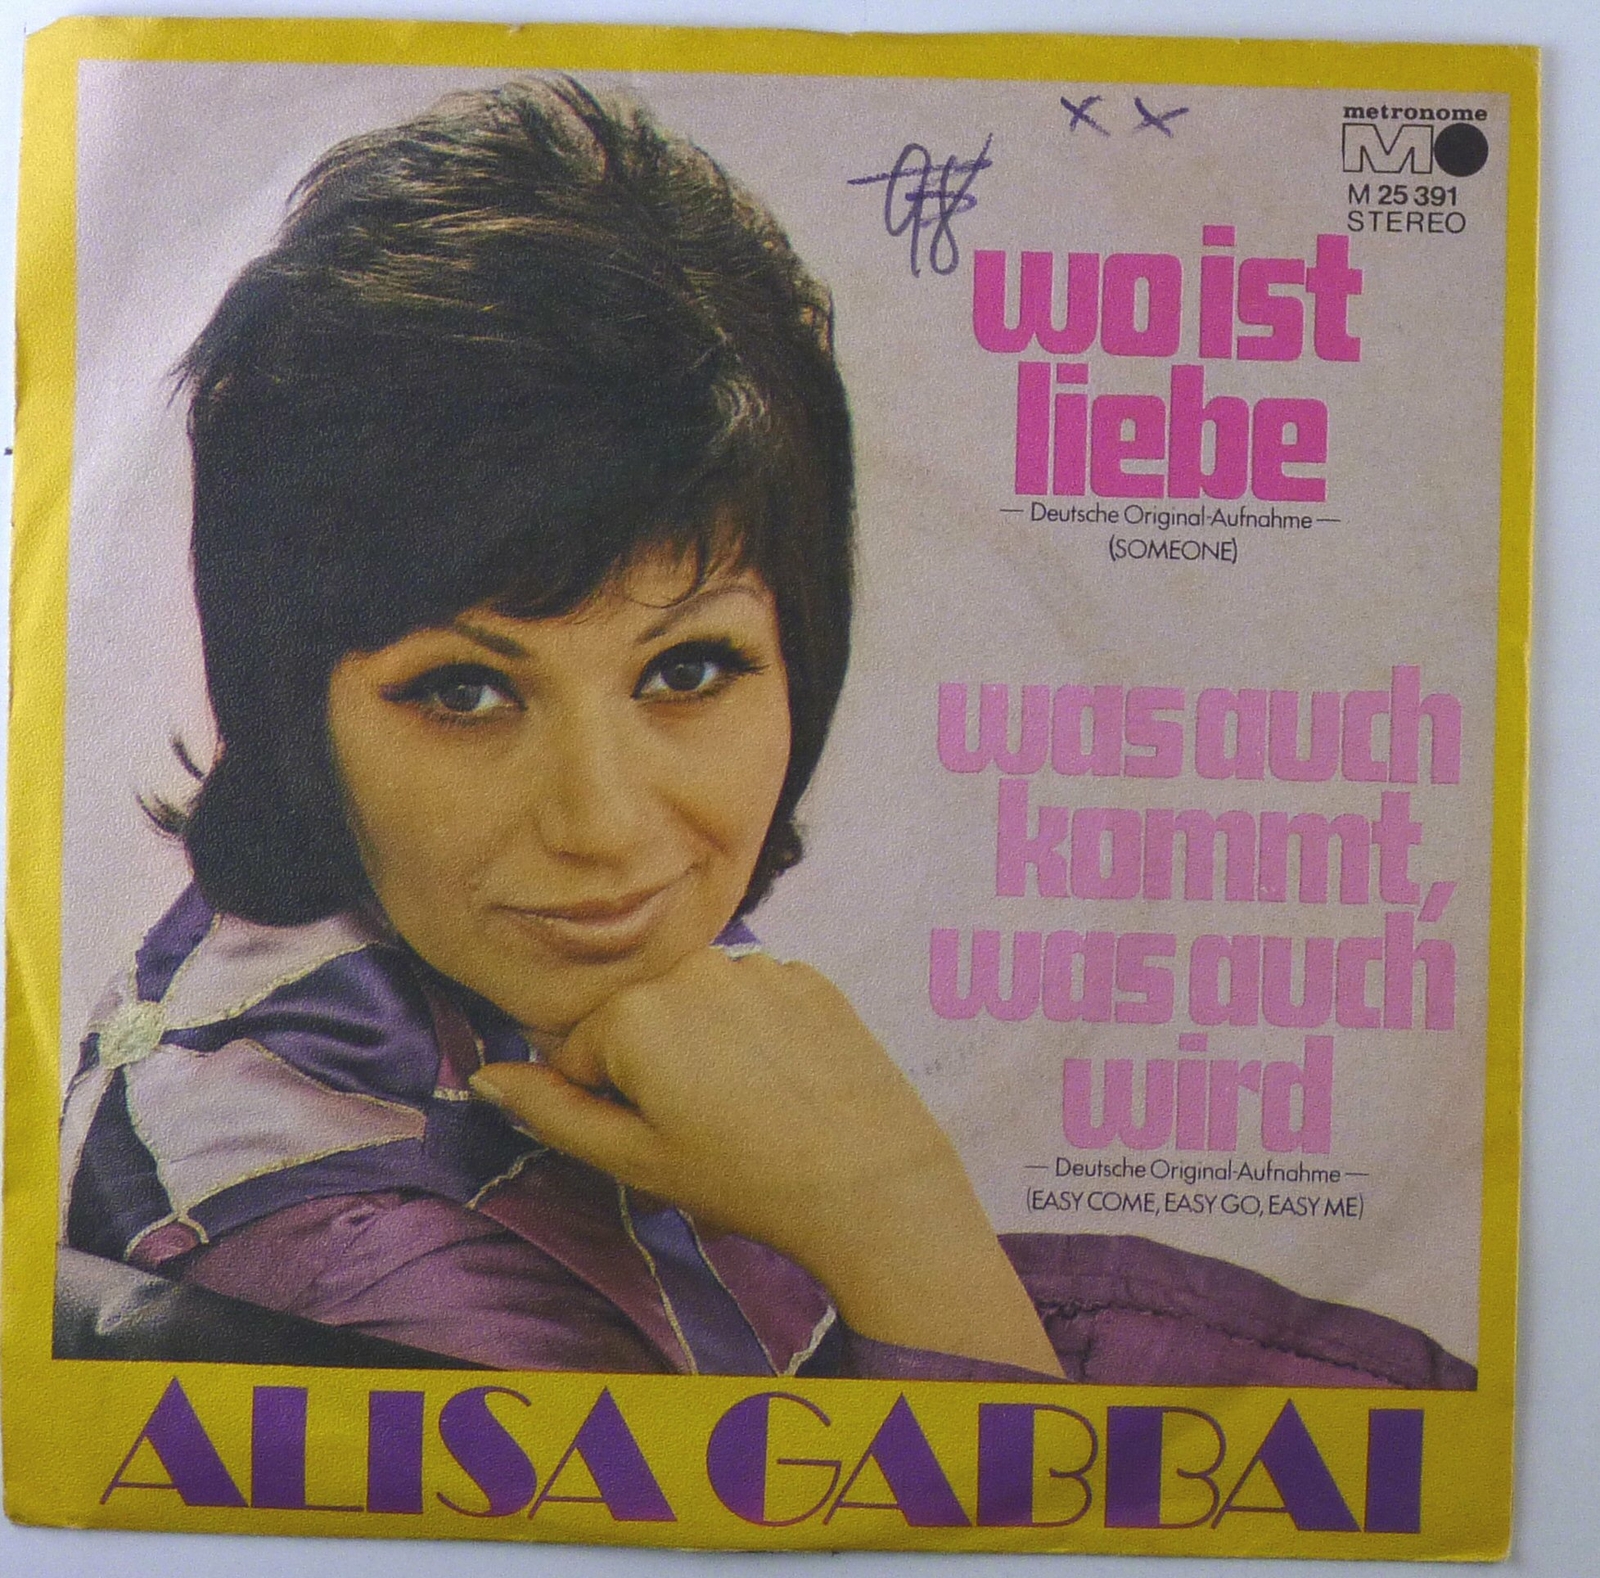 x x
metronome
M
M 25 391
STEREO
wo ist
liebe
— Deutsche Original-Aufnahme —
(SOMEONE)
was auch
kommt,
was auch
wird
— Deutsche Original-Aufnahme —
(EASY COME, EASY GO, EASY ME)
ALISA GABBAI